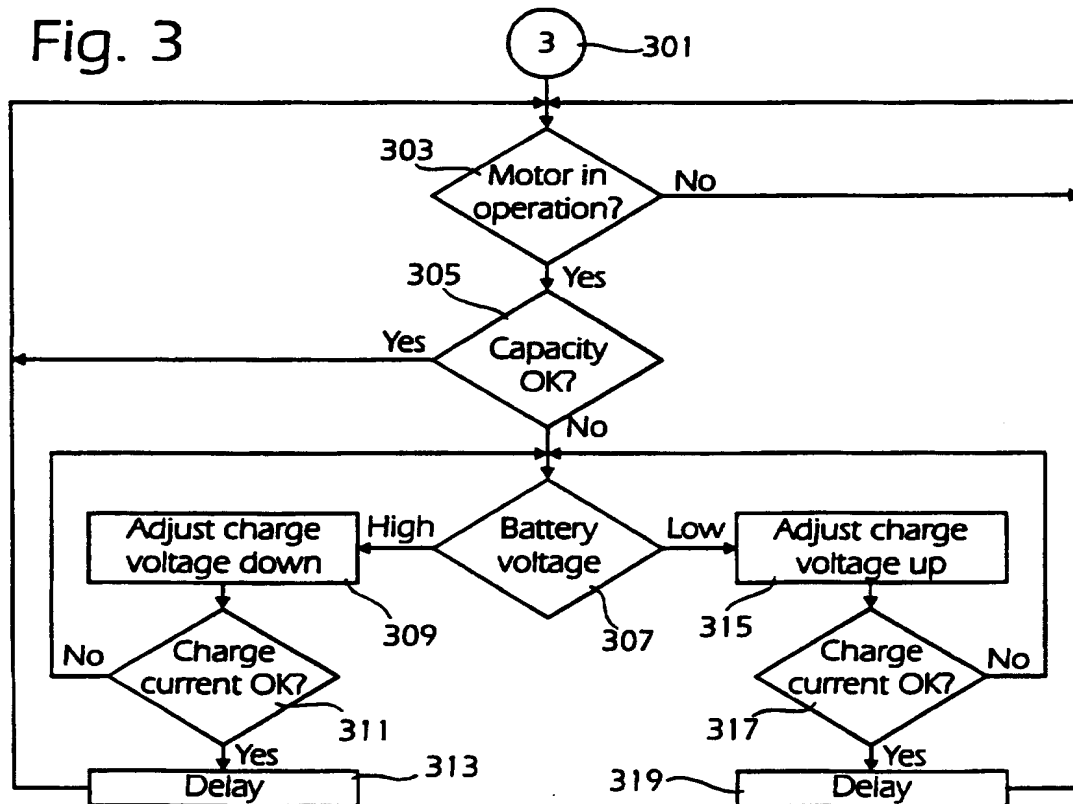 Fig. 3
3
301
303
Motor in
operation?
No
Yes
305
Yes
Capacity
OK?
No
Adjust charge
voltage down
High
Battery
voltage
Low
Adjust charge
voltage up
309
307
315
No
Charge
current OK?
311
Yes
Charge
current OK?
No
317
Yes
Delay
313
319
Delay